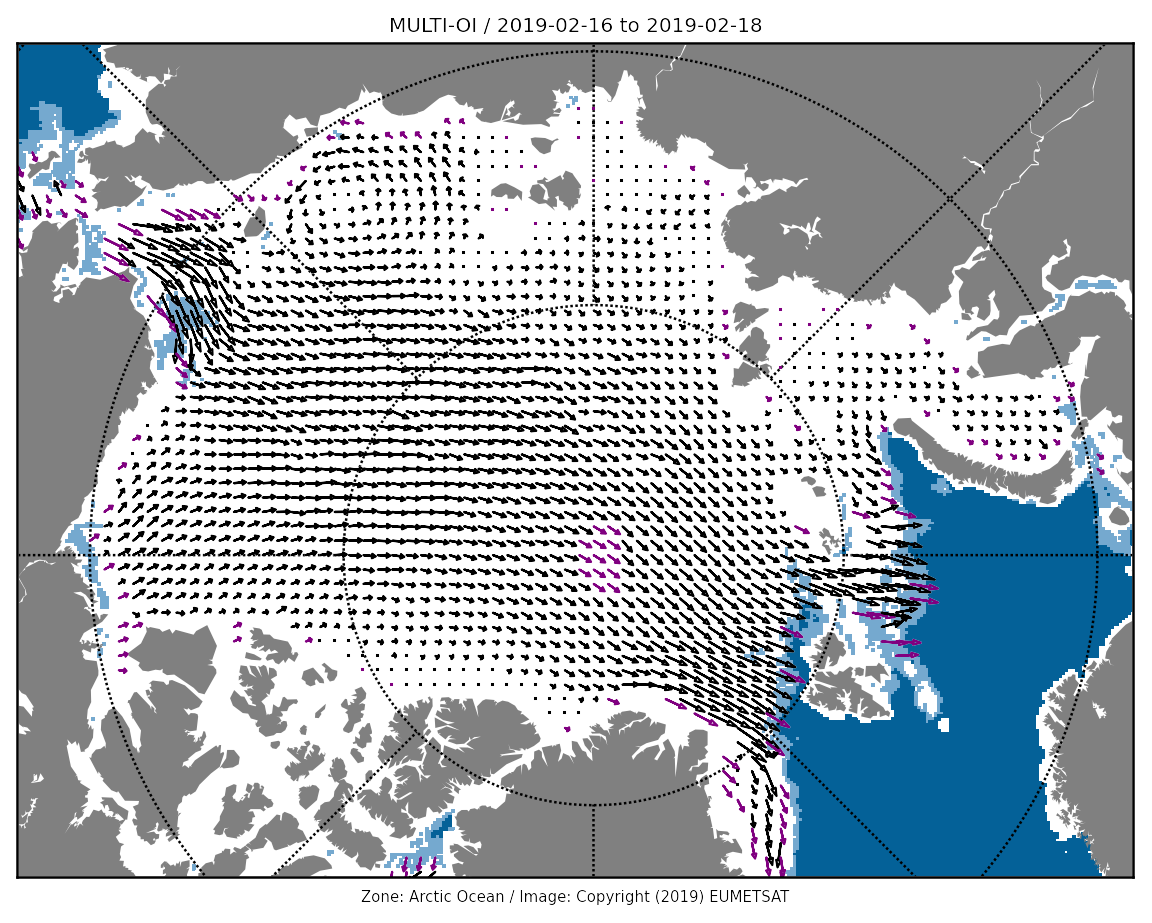 MULTI-OI / 2019-02-16 to 2019-02-18
Zone: Arctic Ocean / Image: Copyright (2019) EUMETSAT